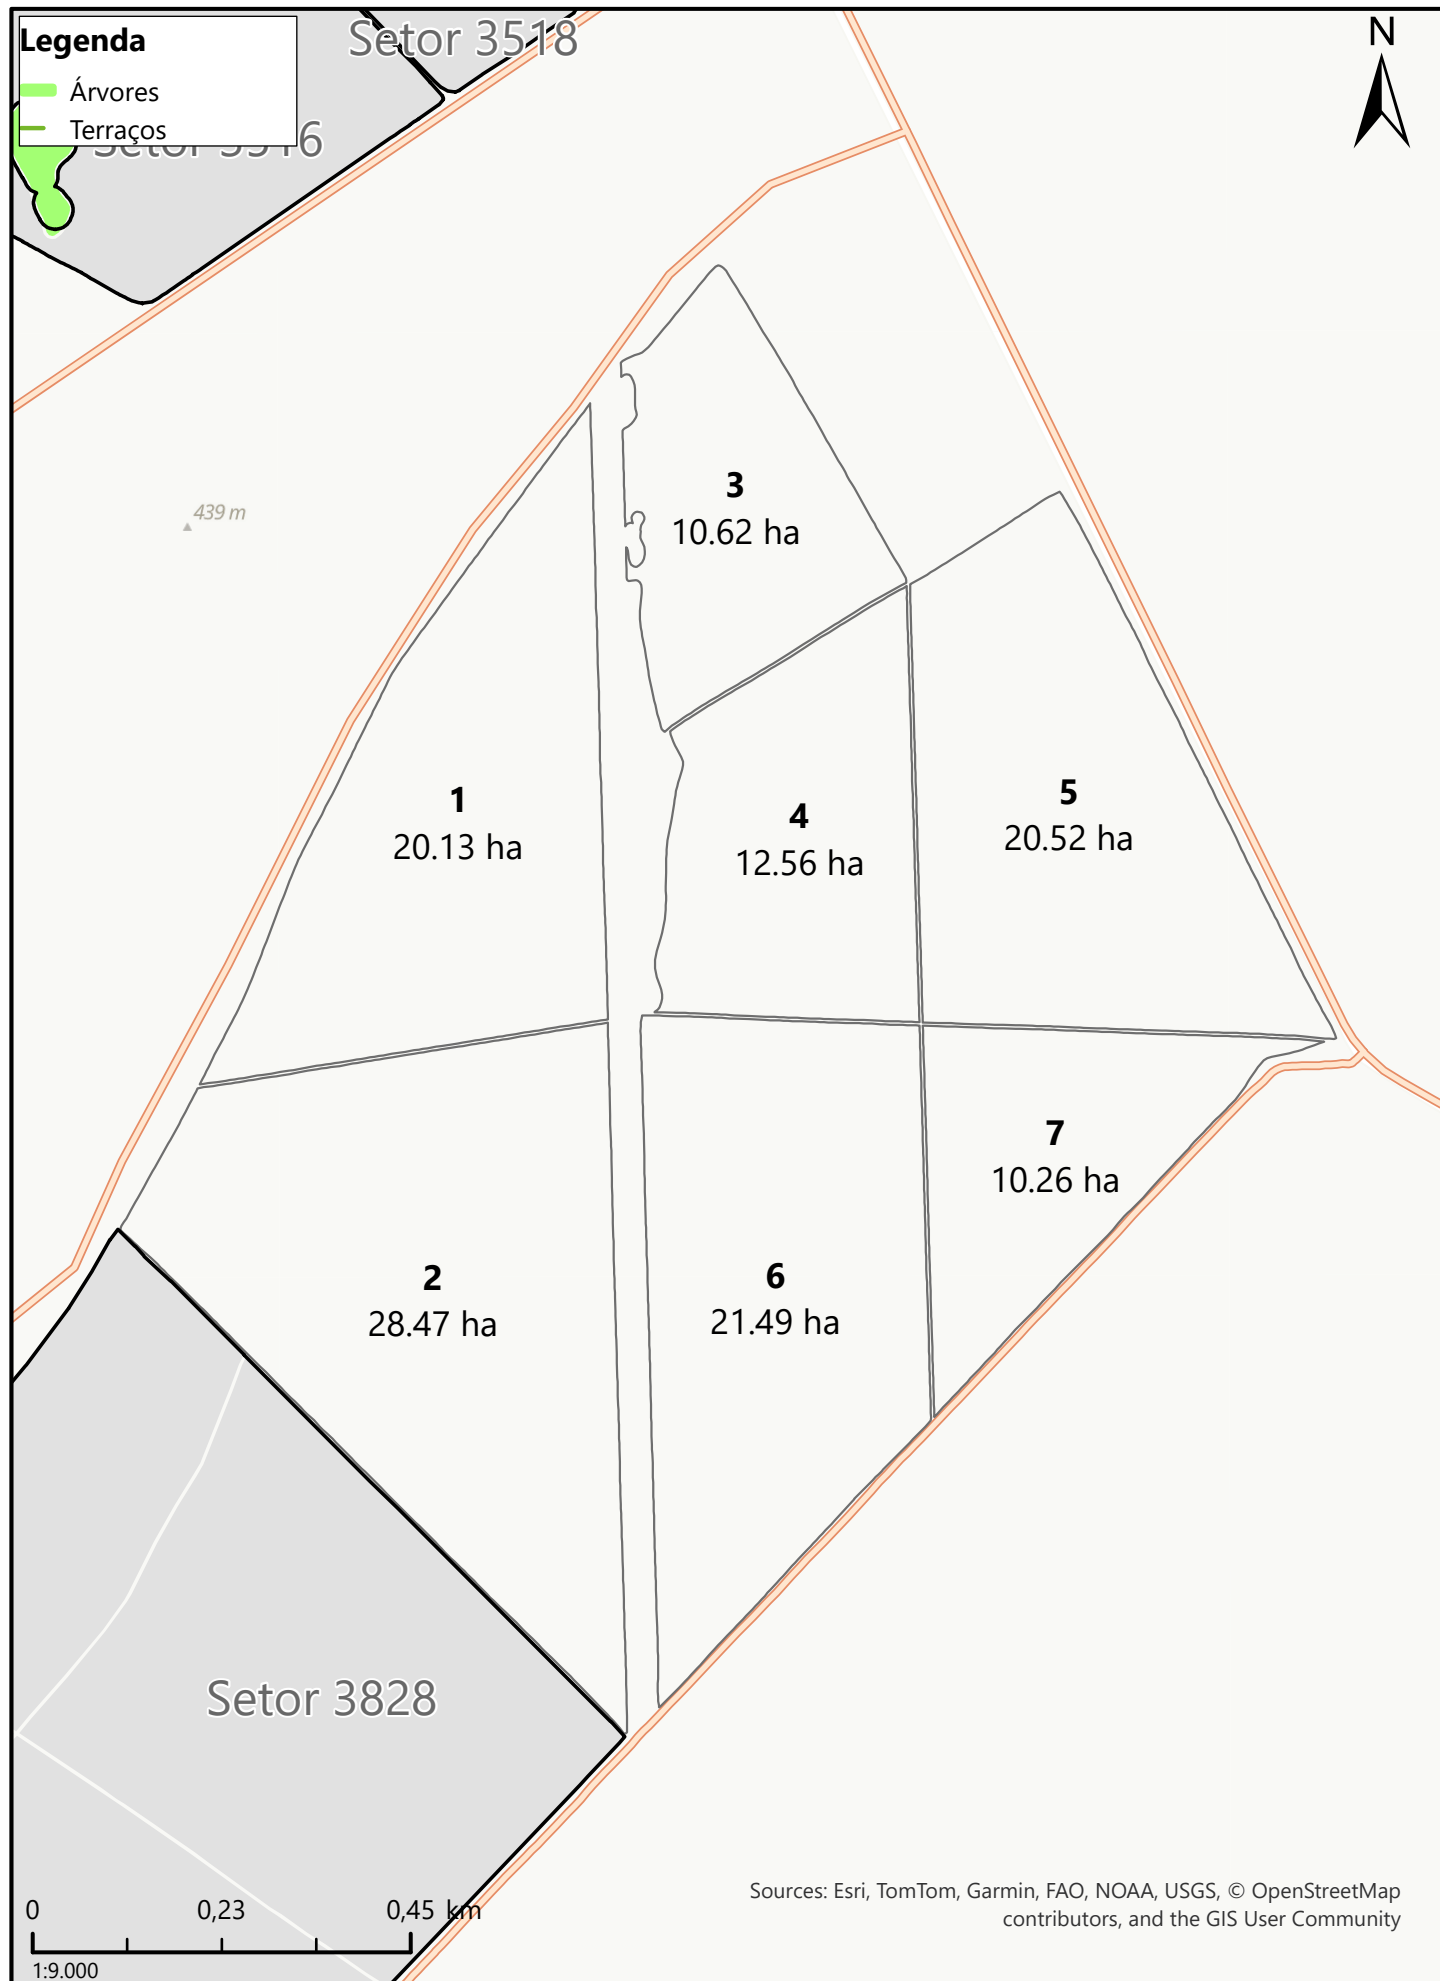 Legenda
Árvores
Terraços
Setor 3518
Setor 3516
N
439 m
3
10.62 ha
1
20.13 ha
4
12.56 ha
5
20.52 ha
7
10.26 ha
2
28.47 ha
6
21.49 ha
Setor 3828
0 0,23 0,45 km
1:9.000
Sources: Esri, TomTom, Garmin, FAO, NOAA, USGS, © OpenStreetMap
contributors, and the GIS User Community